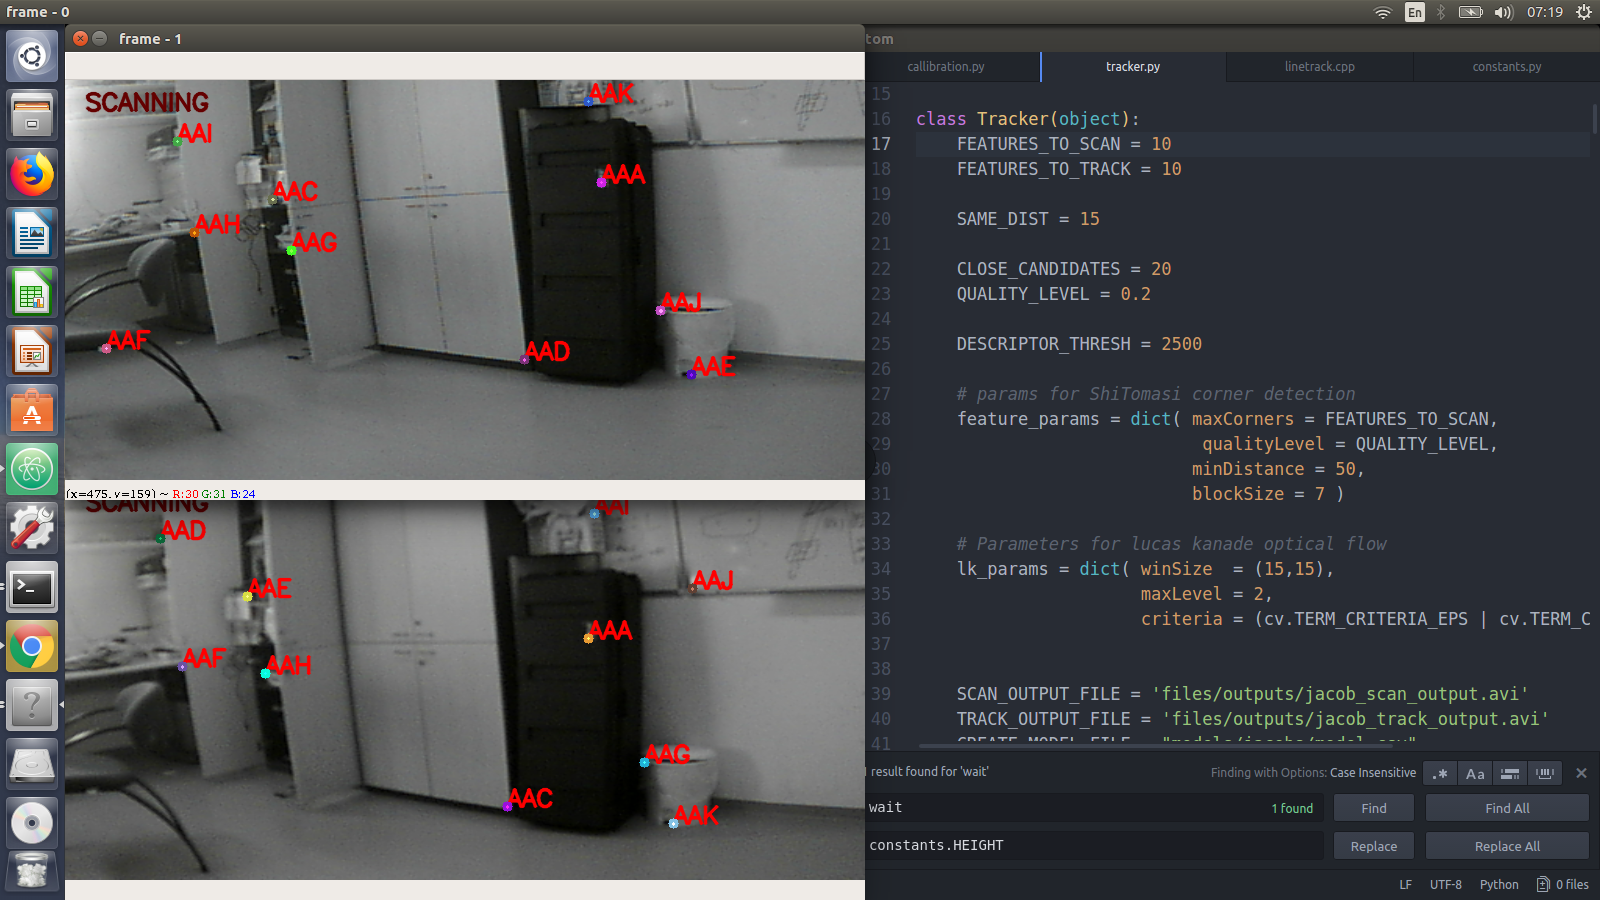 frame - 0
En
07:19
frame - 1
SCANNING
AAK
AAI
AAA
AAC
AAH
AAG
AAJ
AAF
AAD
AAE
(x=475, y=159) ~ R:30 G:31 B:24
SCANNING
AAI
AAD
AAJ
AAE
AAA
AAF
AAH
AAG
AAC
AAK
tom
callibration.py
tracker.py
linetrack.cpp
constants.py
15
16 class Tracker(object):
17 FEATURES_TO_SCAN = 10
18 FEATURES_TO_TRACK = 10
19
20 SAME_DIST = 15
21
22 CLOSE_CANDIDATES = 20
23 QUALITY_LEVEL = 0.2
24
25 DESCRIPTOR_THRESH = 2500
26
27 # params for ShiTomasi corner detection
28 feature_params = dict( maxCorners = FEATURES_TO_SCAN,
29 qualityLevel = QUALITY_LEVEL,
30 minDistance = 50,
31 blockSize = 7 )
32
33 # Parameters for lucas kanade optical flow
34 lk_params = dict( winSize = (15,15),
35 maxLevel = 2,
36 criteria = (cv.TERM_CRITERIA_EPS | cv.TERM_C
37
38
39 SCAN_OUTPUT_FILE = 'files/outputs/jacob_scan_output.avi'
40 TRACK_OUTPUT_FILE = 'files/outputs/jacob_track_output.avi'
41
1 result found for 'wait'
Finding with Options: Case Insensitive
.*
Aa
wait
1 found
Find
Find All
constants.HEIGHT
Replace
Replace All
LF
UTF-8
Python
0 files